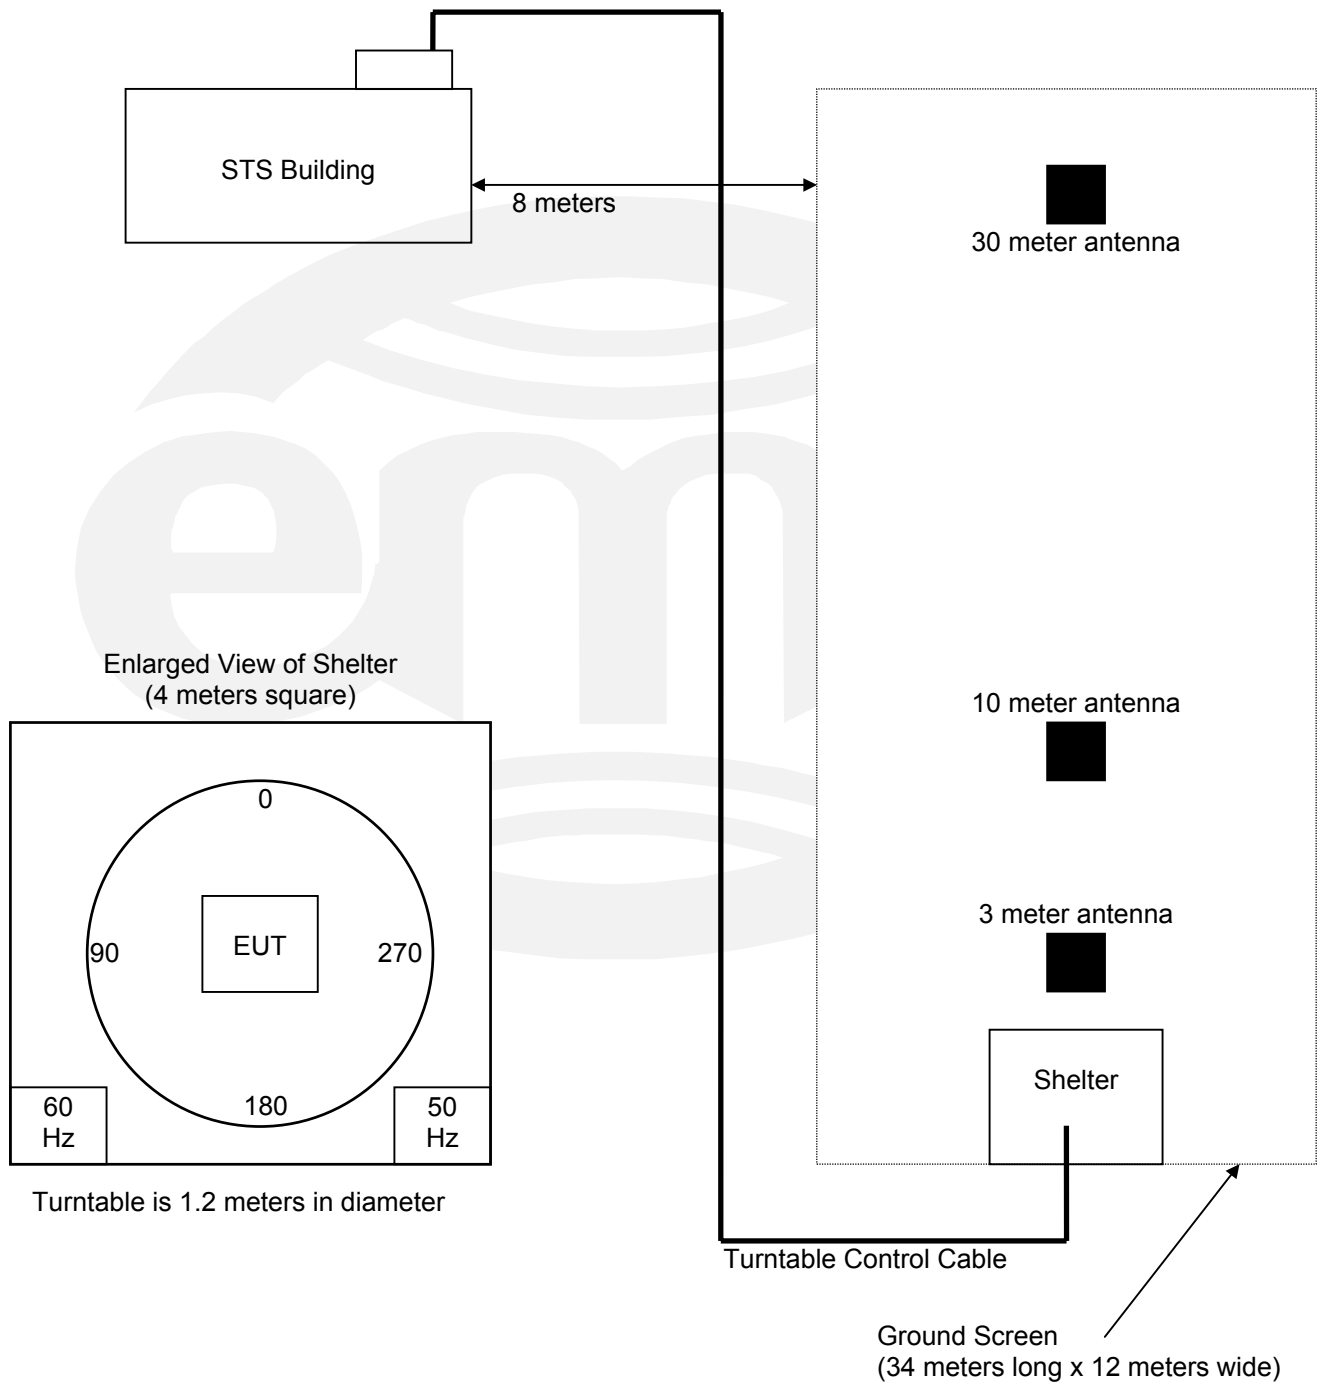 STS Building
8 meters
30 meter antenna
Enlarged View of Shelter
(4 meters square)
10 meter antenna
0
3 meter antenna
90
EUT
270
Shelter
180
60
Hz
50
Hz
Turntable is 1.2 meters in diameter
Turntable Control Cable
Ground Screen
(34 meters long x 12 meters wide)
em